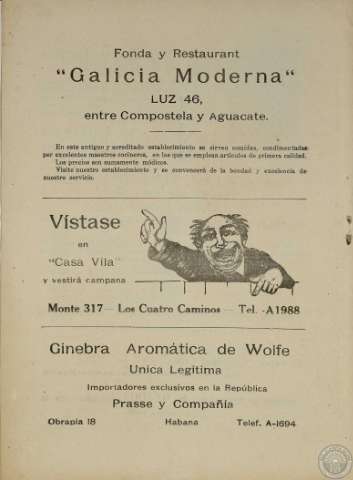 Fonda y Restaurant
"Galicia Moderna"
LUZ 46,
entre Compostela y Aguacate.
En este antiguo y acreditado establecimiento se sirven comidas, condimentadas
por excelentes maestros cocineros, en las que se emplean artículos de primera calidad.
Los precios son sumamente módicos.
Visite nuestro establecimiento y se convencerá de la bondad y excelencia de
nuestro servicio.
Vístase
en
"Casa Vila"
y vestirá campana
Monte 317—Los Cuatro Caminos—Tel. -A1988
Ginebra Aromática de Wolfe
Unica Legitima
Importadores exclusivos en la República
Prasse y Compañía
Obrapia 18 Habana Telef. A-1694